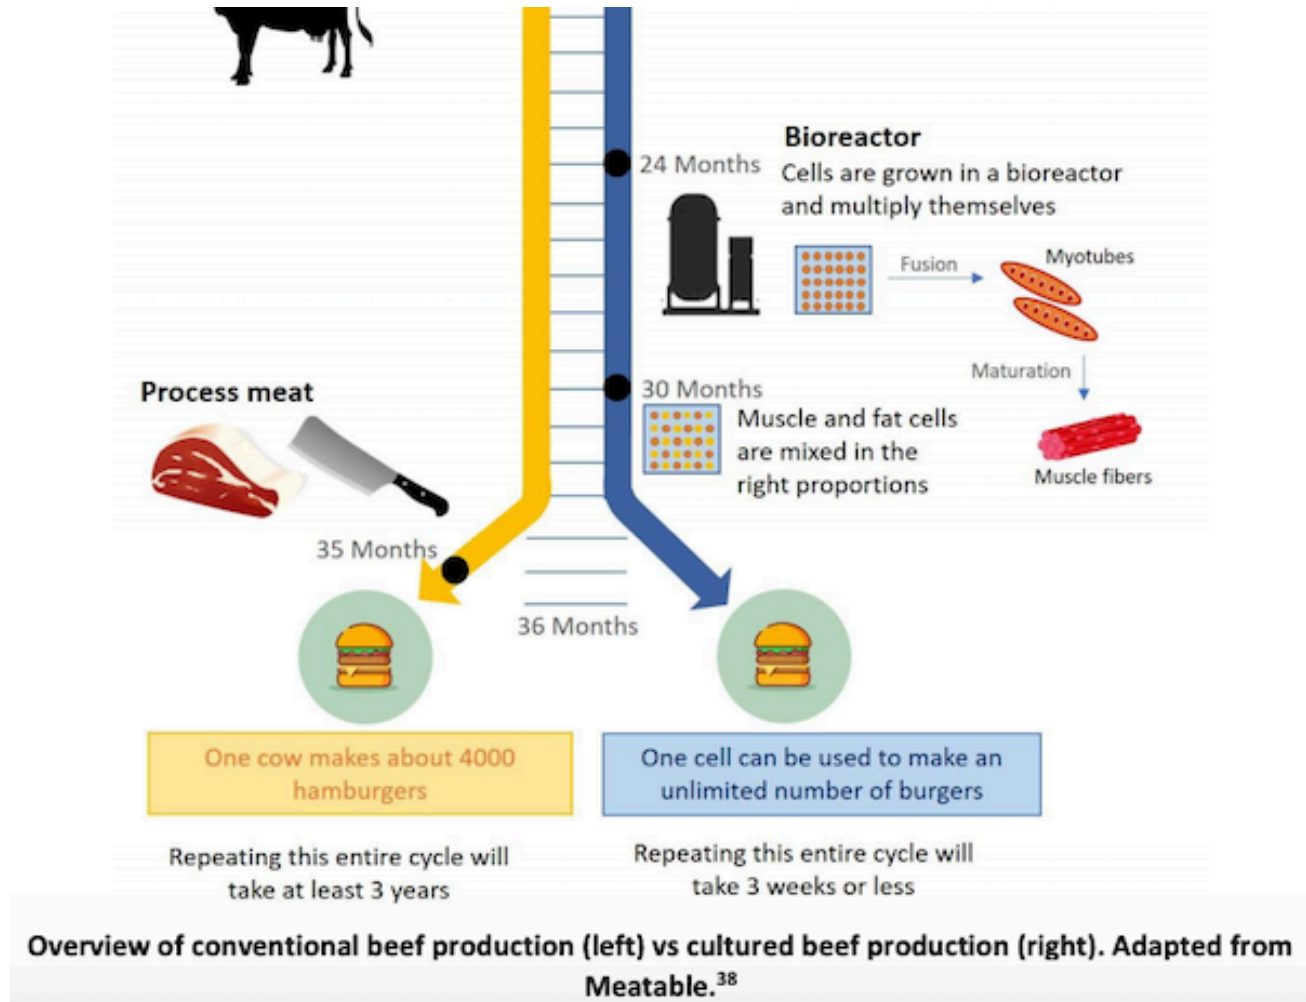 Bioreactor
24 Months
Cells are grown in a bioreactor
and multiply themselves
Fusion
Myotubes
Maturation
Muscle fibers
Process meat
30 Months
Muscle and fat cells
are mixed in the
right proportions
35 Months
36 Months
One cow makes about 4000
hamburgers
One cell can be used to make an
unlimited number of burgers
Repeating this entire cycle will
take at least 3 years
Repeating this entire cycle will
take 3 weeks or less
Overview of conventional beef production (left) vs cultured beef production (right). Adapted from
Meatable.³⁸